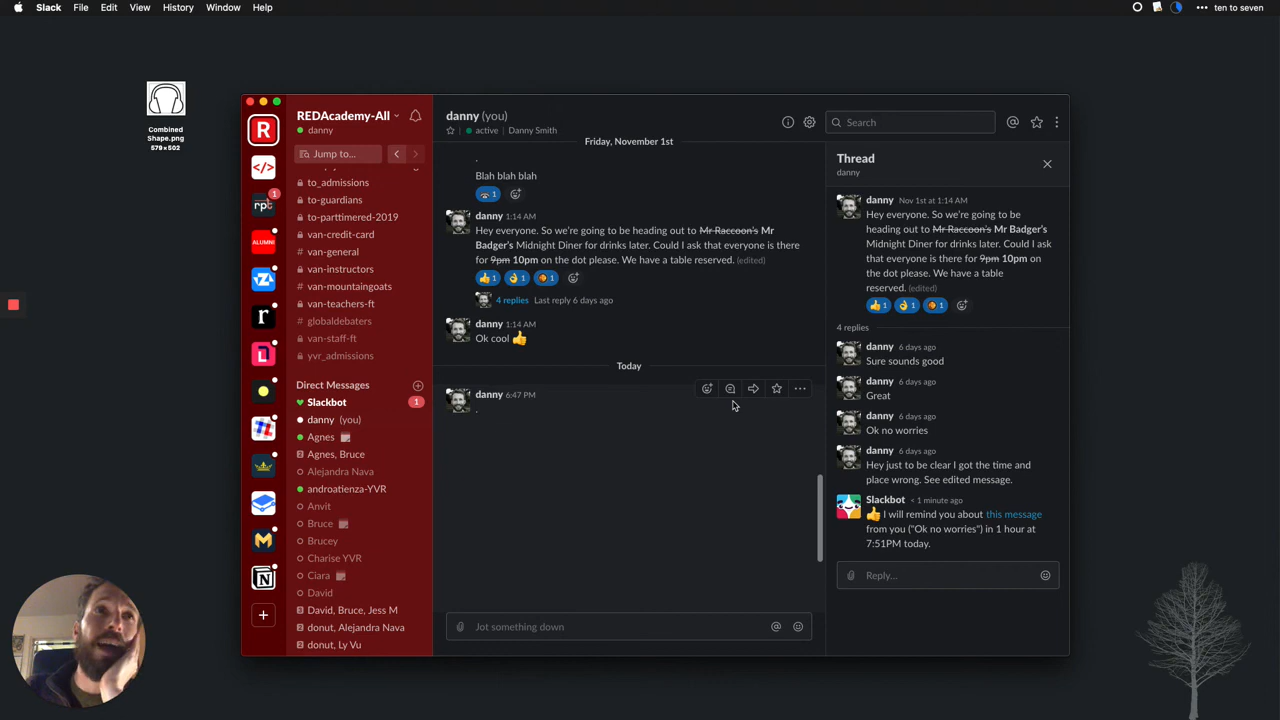 Slack File Edit View History Window Help
ten to seven
Combined
Shape.png
579×502
R
</>
rpt
1
ALUMNI
REDAcademy-All
danny
Jump to...
to_admissions
to-guardians
to-parttimered-2019
van-credit-card
van-general
van-instructors
van-mountaingoats
van-teachers-ft
globaldebaters
van-staff-ft
yvr_admissions
Direct Messages
Slackbot 1
danny (you)
Agnes
Agnes, Bruce
Alejandra Nava
androatienza-YVR
Anvit
Bruce
Brucey
Charise YVR
Ciara
David
David, Bruce, Jess M
donut, Alejandra Nava
donut, Ly Vu
danny (you)
active Danny Smith
Search
Friday, November 1st
.
Blah blah blah
1
danny 1:14 AM
Hey everyone. So we're going to be heading out to Mr Raccoon's Mr
Badger's Midnight Diner for drinks later. Could I ask that everyone is there
for 9pm 10pm on the dot please. We have a table reserved. (edited)
1 1 1
4 replies Last reply 6 days ago
danny 1:14 AM
Ok cool 👍
Today
danny 6:47 PM
.
Jot something down
Thread
danny
danny Nov 1st at 1:14 AM
Hey everyone. So we're going to be
heading out to Mr Raccoon's Mr Badger's
Midnight Diner for drinks later. Could I ask
that everyone is there for 9pm 10pm on
the dot please. We have a table
reserved. (edited)
1 1 1
4 replies
danny 6 days ago
Sure sounds good
danny 6 days ago
Great
danny 6 days ago
Ok no worries
danny 6 days ago
Hey just to be clear I got the time and
place wrong. See edited message.
Slackbot < 1 minute ago
👍 I will remind you about this message
from you ("Ok no worries") in 1 hour at
7:51PM today.
Reply...